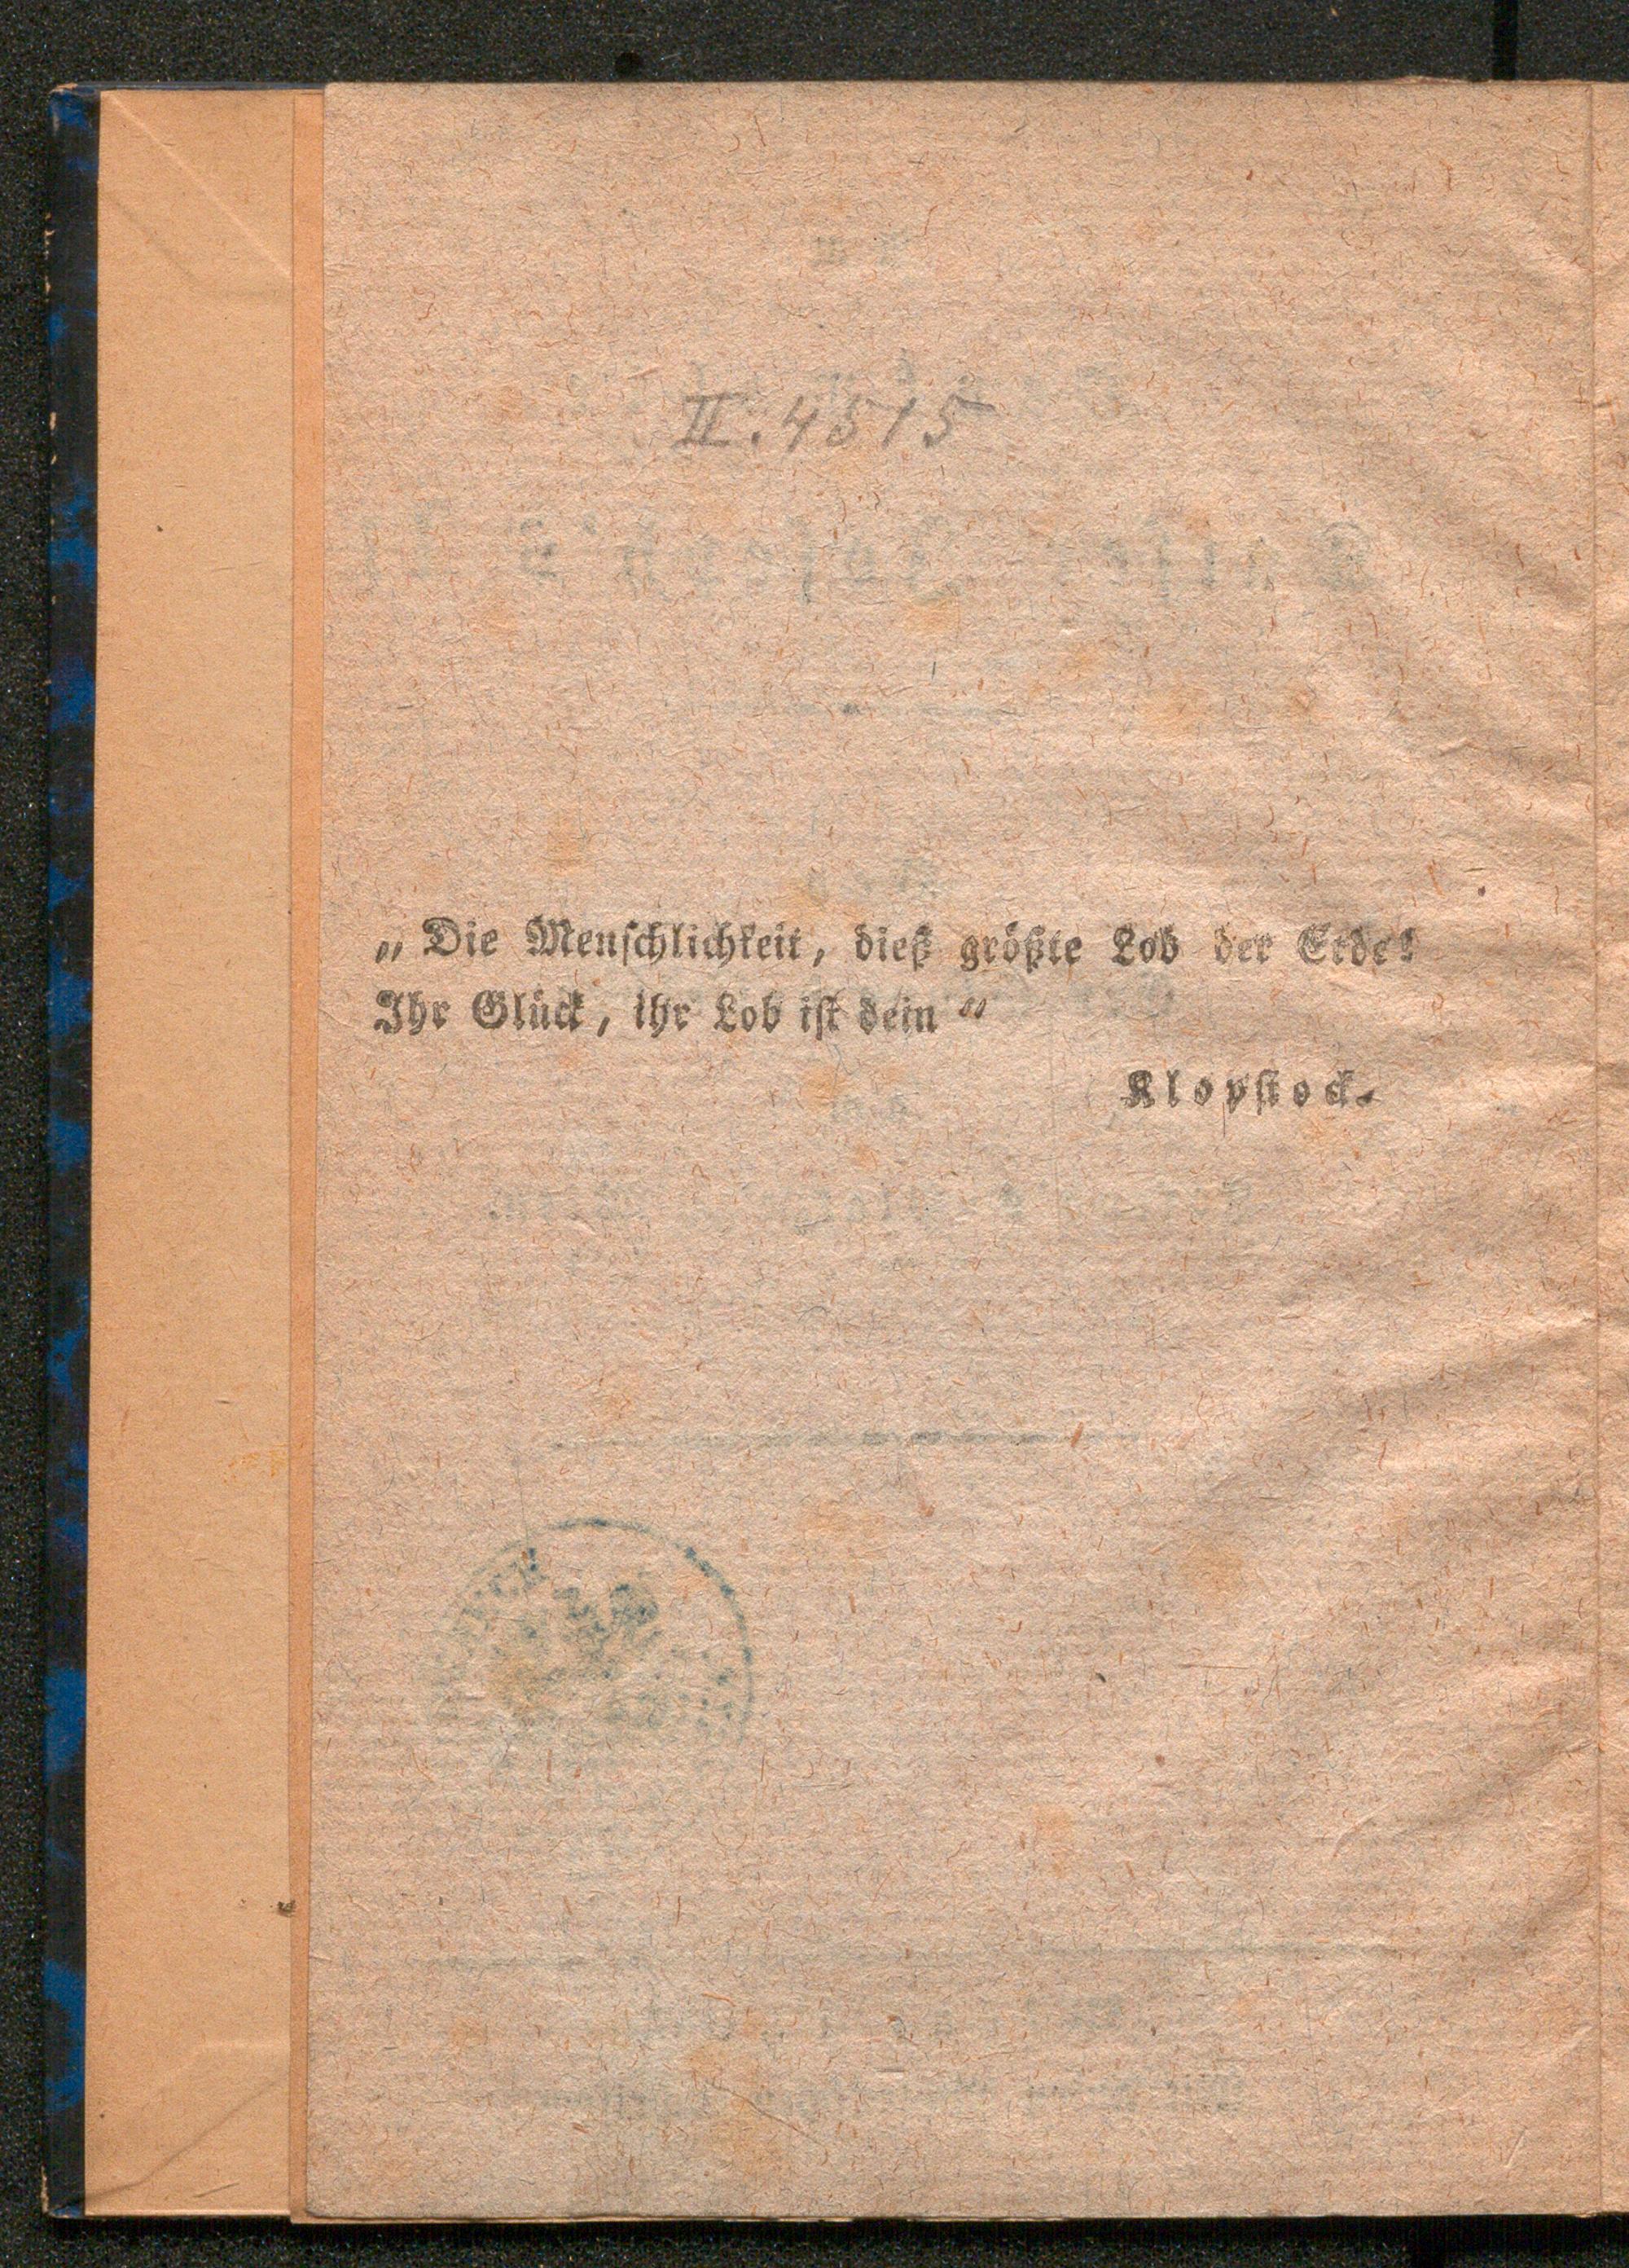 II. 4515
„Die Menschlichkeit, dieß größte Lob der Erde!
Ihr Glück, ihr Lob ist dein“
Klopstock.